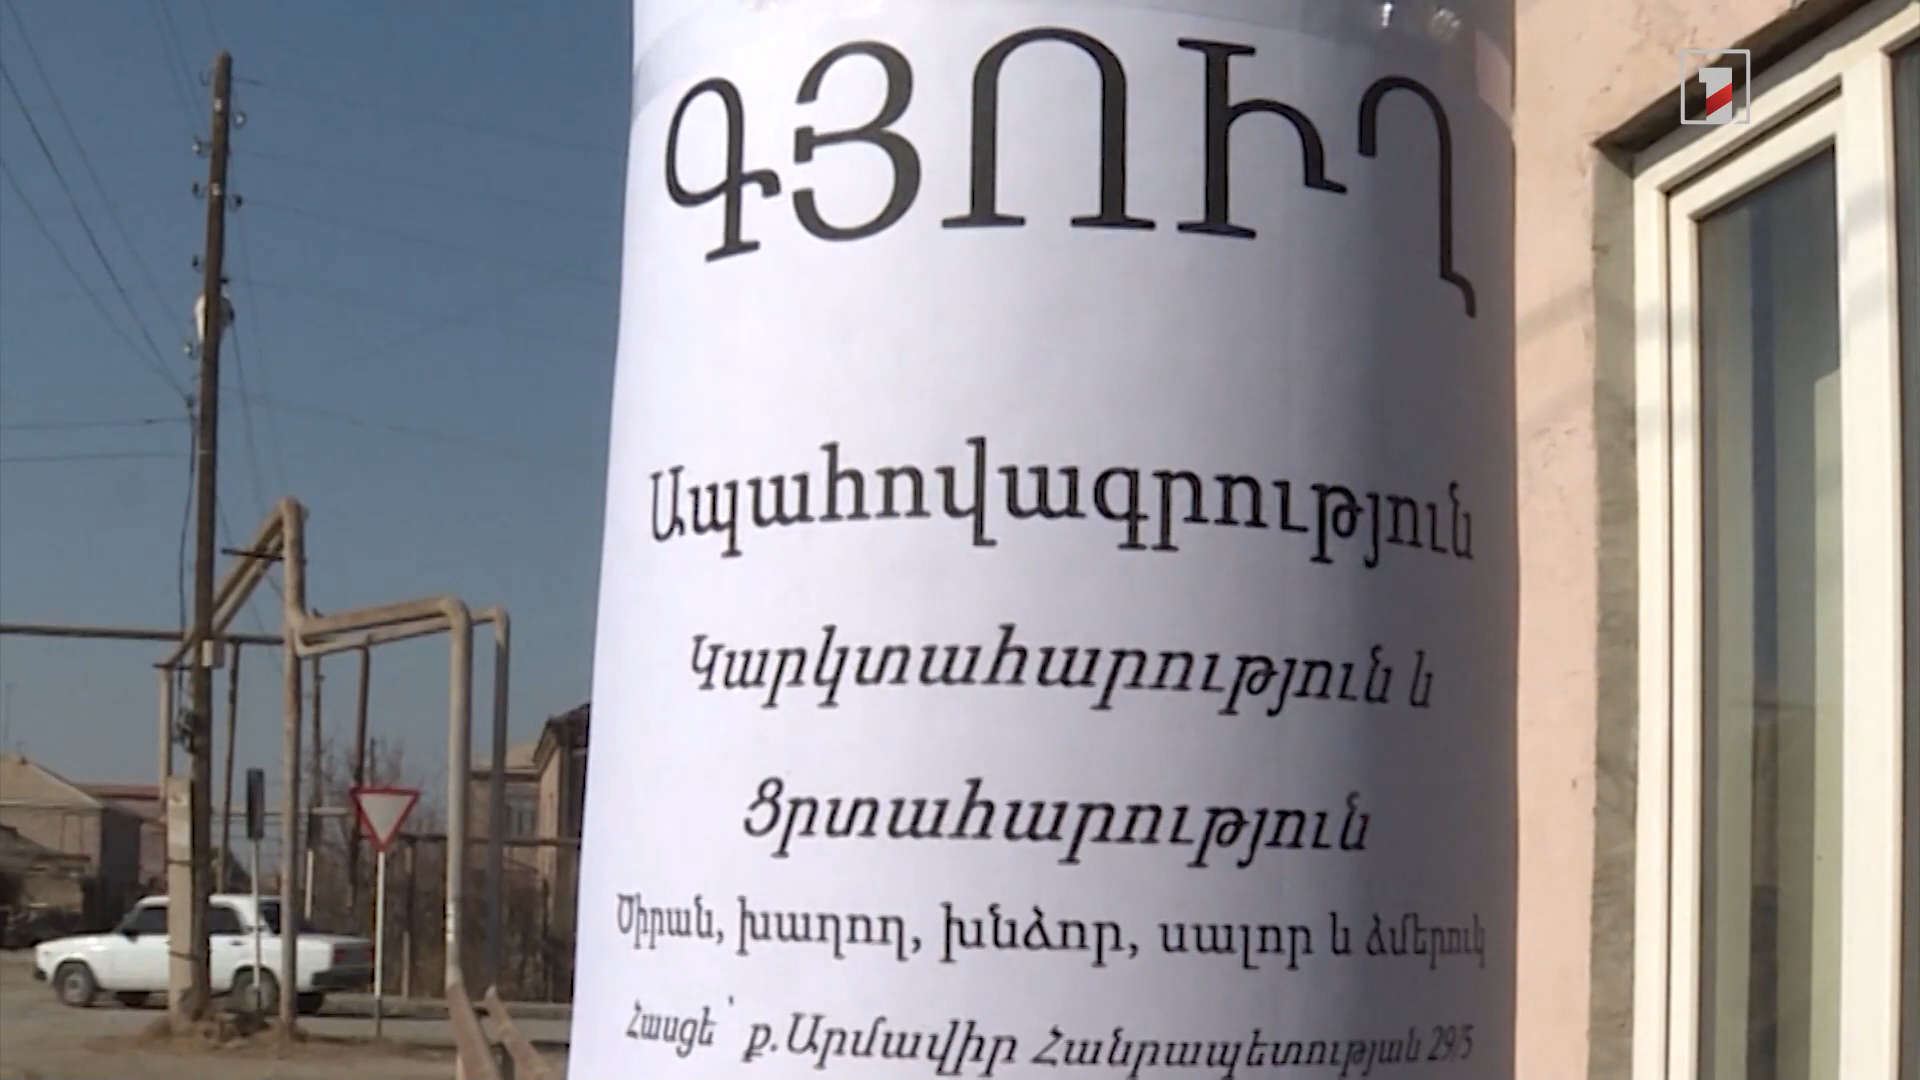 ԳՅՈՒՂ
Ապահովագրություն
Կարկտահարություն և
Ցրտահարություն
Ծիրան, խաղող, խնձոր, սալոր և ձմերուկ
Հասցե՝ ք.Արմավիր Հանրապետության 29/5